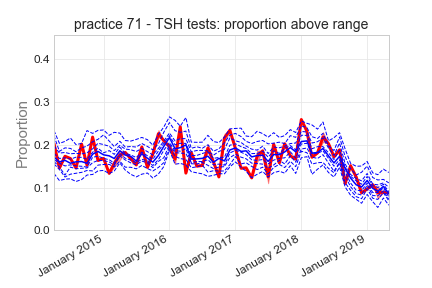 practice 71 - TSH tests: proportion above range
Proportion
0.4
0.3
0.2
0.1
0.0
January 2015
January 2016
January 2017
January 2018
January 2019